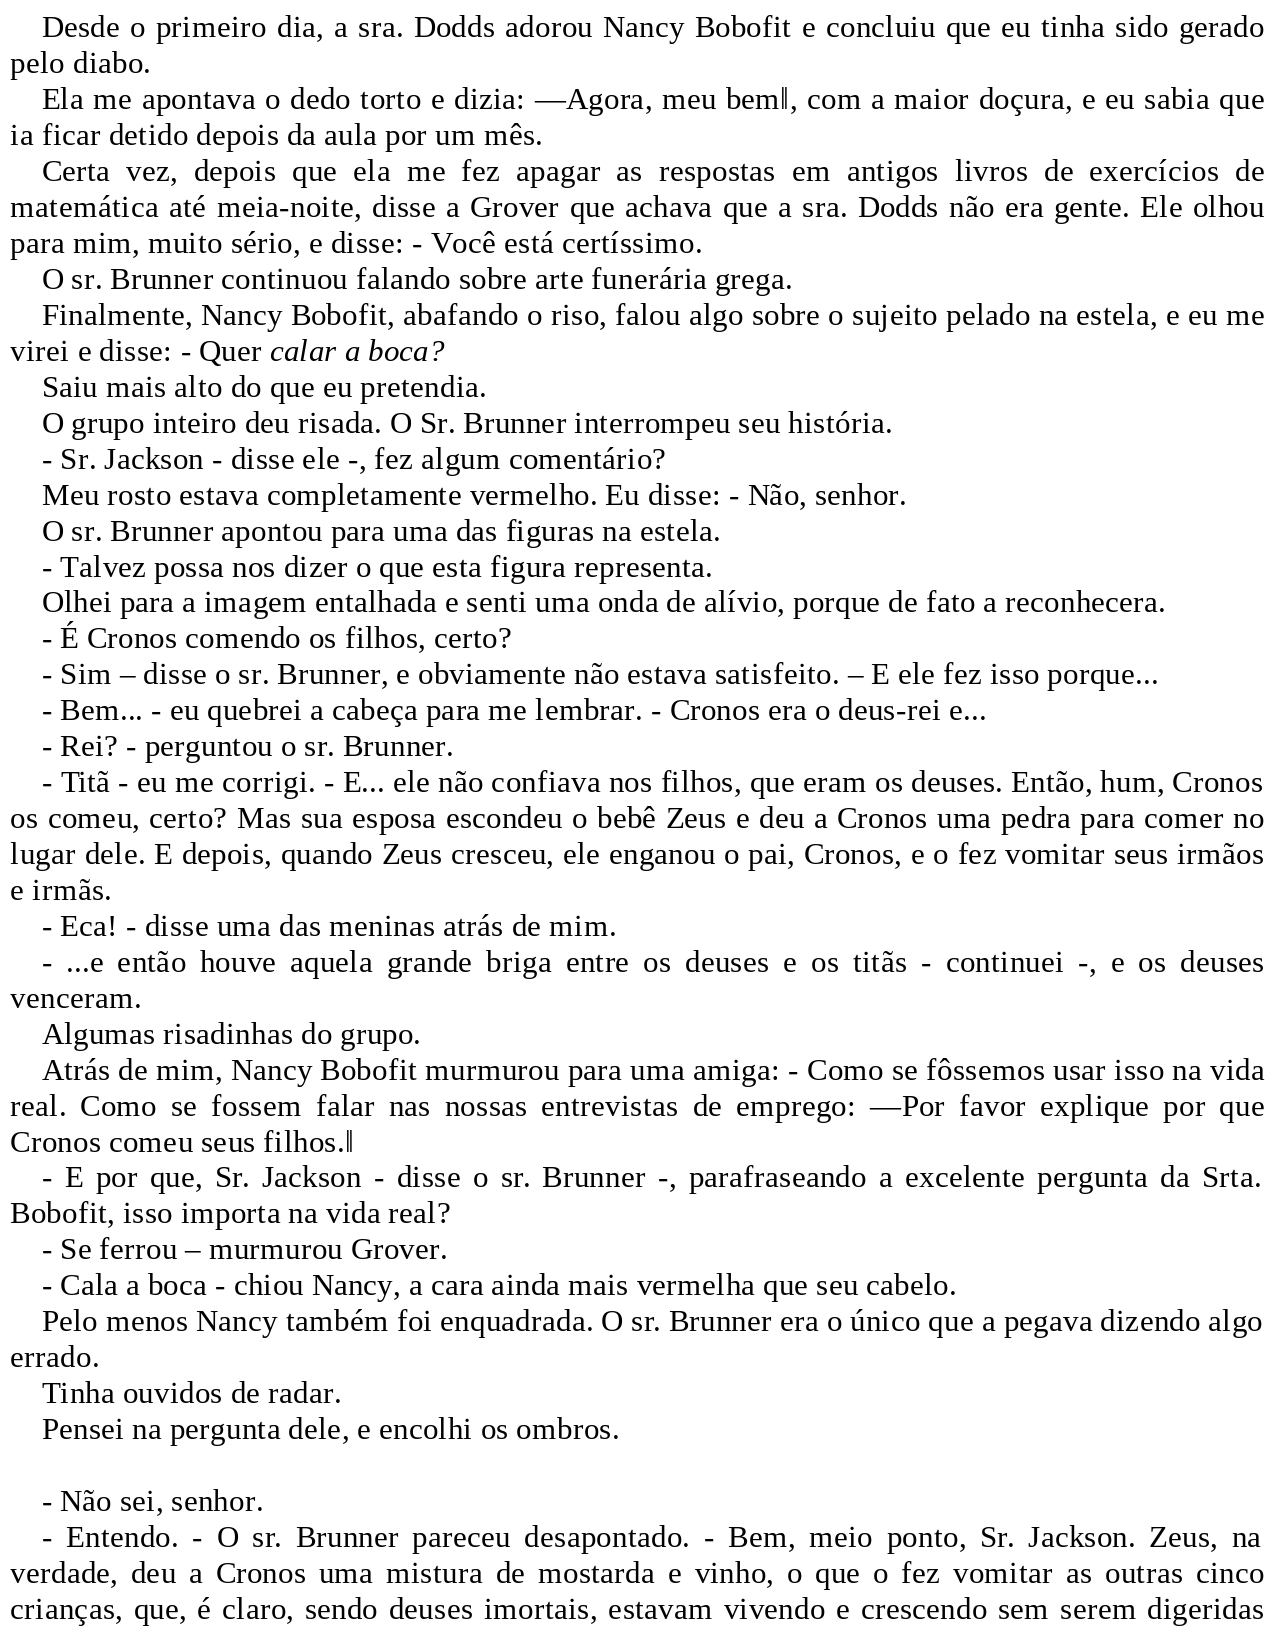 Desde o primeiro dia, a sra. Dodds adorou Nancy Bobofit e concluiu que eu tinha sido gerado
pelo diabo.
Ela me apontava o dedo torto e dizia: ―Agora, meu bem‖, com a maior doçura, e eu sabia que
ia ficar detido depois da aula por um mês.
Certa vez, depois que ela me fez apagar as respostas em antigos livros de exercícios de
matemática até meia-noite, disse a Grover que achava que a sra. Dodds não era gente. Ele olhou
para mim, muito sério, e disse: - Você está certíssimo.
O sr. Brunner continuou falando sobre arte funerária grega.
Finalmente, Nancy Bobofit, abafando o riso, falou algo sobre o sujeito pelado na estela, e eu me
virei e disse: - Quer calar a boca?
Saiu mais alto do que eu pretendia.
O grupo inteiro deu risada. O Sr. Brunner interrompeu seu história.
- Sr. Jackson - disse ele -, fez algum comentário?
Meu rosto estava completamente vermelho. Eu disse: - Não, senhor.
O sr. Brunner apontou para uma das figuras na estela.
- Talvez possa nos dizer o que esta figura representa.
Olhei para a imagem entalhada e senti uma onda de alívio, porque de fato a reconhecera.
- É Cronos comendo os filhos, certo?
- Sim – disse o sr. Brunner, e obviamente não estava satisfeito. – E ele fez isso porque...
- Bem... - eu quebrei a cabeça para me lembrar. - Cronos era o deus-rei e...
- Rei? - perguntou o sr. Brunner.
- Titã - eu me corrigi. - E... ele não confiava nos filhos, que eram os deuses. Então, hum, Cronos
os comeu, certo? Mas sua esposa escondeu o bebê Zeus e deu a Cronos uma pedra para comer no
lugar dele. E depois, quando Zeus cresceu, ele enganou o pai, Cronos, e o fez vomitar seus irmãos
e irmãs.
- Eca! - disse uma das meninas atrás de mim.
- ...e então houve aquela grande briga entre os deuses e os titãs - continuei -, e os deuses
venceram.
Algumas risadinhas do grupo.
Atrás de mim, Nancy Bobofit murmurou para uma amiga: - Como se fôssemos usar isso na vida
real. Como se fossem falar nas nossas entrevistas de emprego: ―Por favor explique por que
Cronos comeu seus filhos.‖
- E por que, Sr. Jackson - disse o sr. Brunner -, parafraseando a excelente pergunta da Srta.
Bobofit, isso importa na vida real?
- Se ferrou – murmurou Grover.
- Cala a boca - chiou Nancy, a cara ainda mais vermelha que seu cabelo.
Pelo menos Nancy também foi enquadrada. O sr. Brunner era o único que a pegava dizendo algo
errado.
Tinha ouvidos de radar.
Pensei na pergunta dele, e encolhi os ombros.
- Não sei, senhor.
- Entendo. - O sr. Brunner pareceu desapontado. - Bem, meio ponto, Sr. Jackson. Zeus, na
verdade, deu a Cronos uma mistura de mostarda e vinho, o que o fez vomitar as outras cinco
crianças, que, é claro, sendo deuses imortais, estavam vivendo e crescendo sem serem digeridas